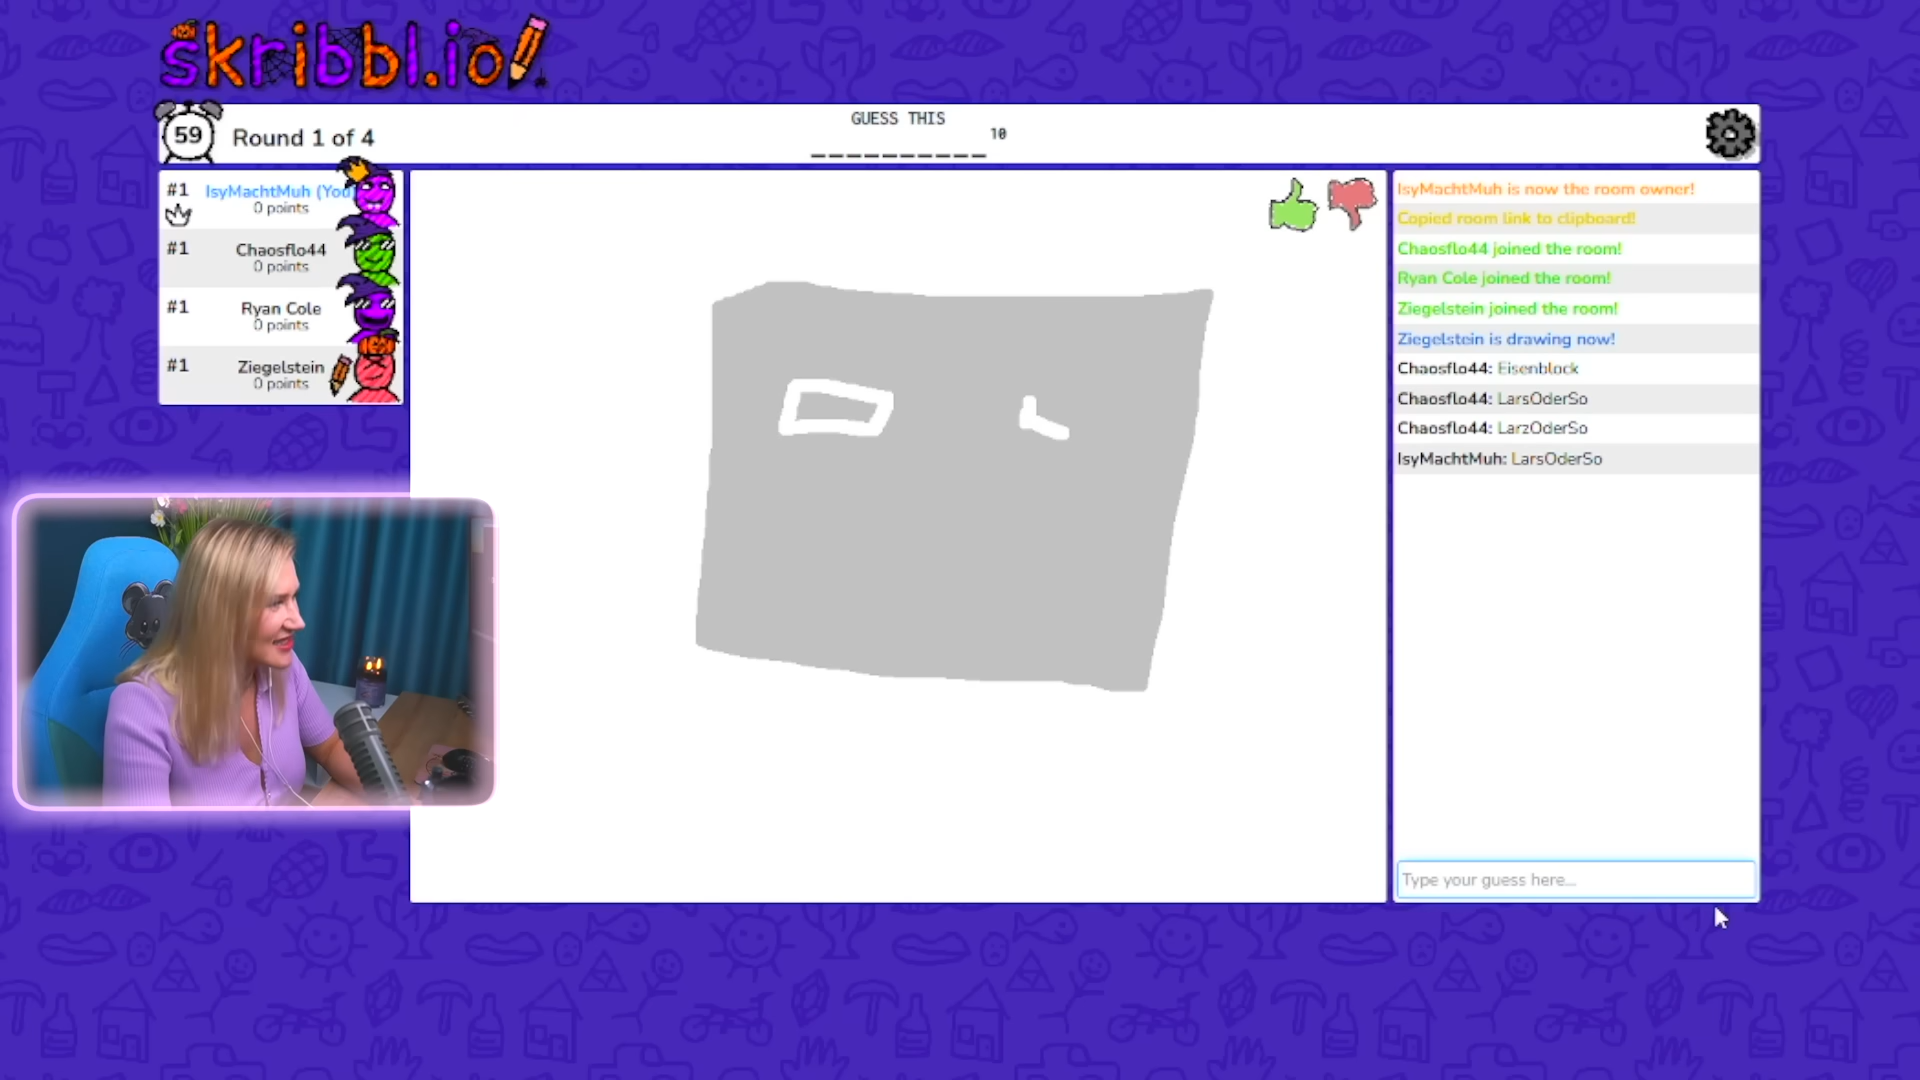 skribbl.io
59
Round 1 of 4
GUESS THIS
__________ 10
#1
IsyMachtMuh (You
0 points
#1
Chaosflo44
0 points
#1
Ryan Cole
0 points
#1
Ziegelstein
0 points
IsyMachtMuh is now the room owner!
Copied room link to clipboard!
Chaosflo44 joined the room!
Ryan Cole joined the room!
Ziegelstein joined the room!
Ziegelstein is drawing now!
Chaosflo44: Eisenblock
Chaosflo44: LarsOderSo
Chaosflo44: LarzOderSo
IsyMachtMuh: LarsOderSo
Type your guess here...